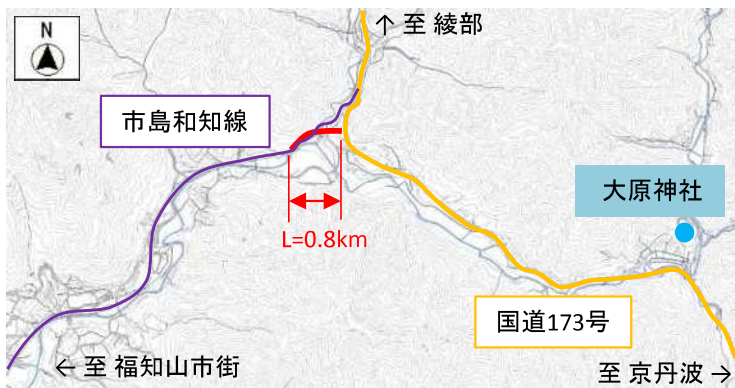 N
↑ 至 綾部
市島和知線
大原神社
L=0.8km
国道173号
← 至 福知山市街
至 京丹波 →